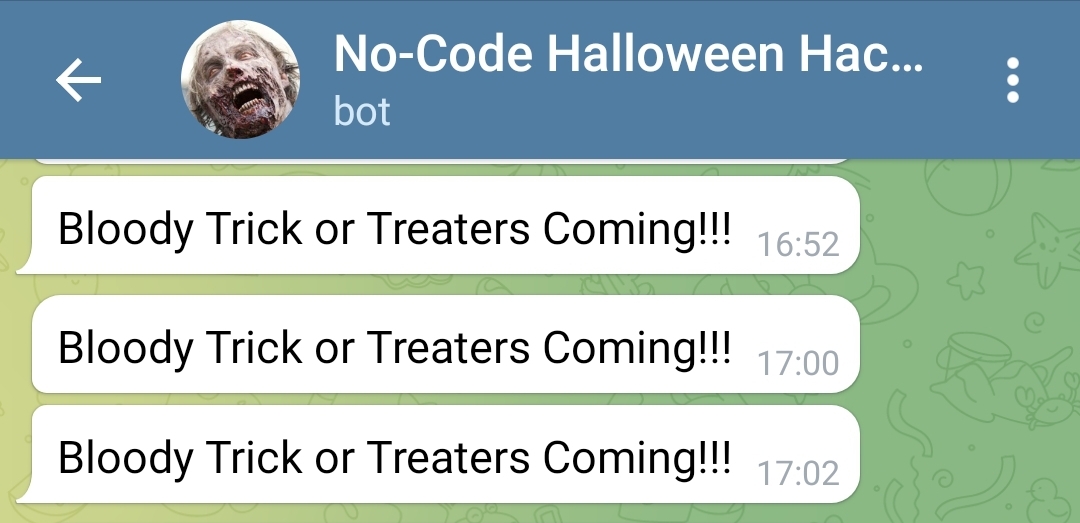 No-Code Halloween Hac...
bot
Bloody Trick or Treaters Coming!!! 16:52
Bloody Trick or Treaters Coming!!! 17:00
Bloody Trick or Treaters Coming!!! 17:02